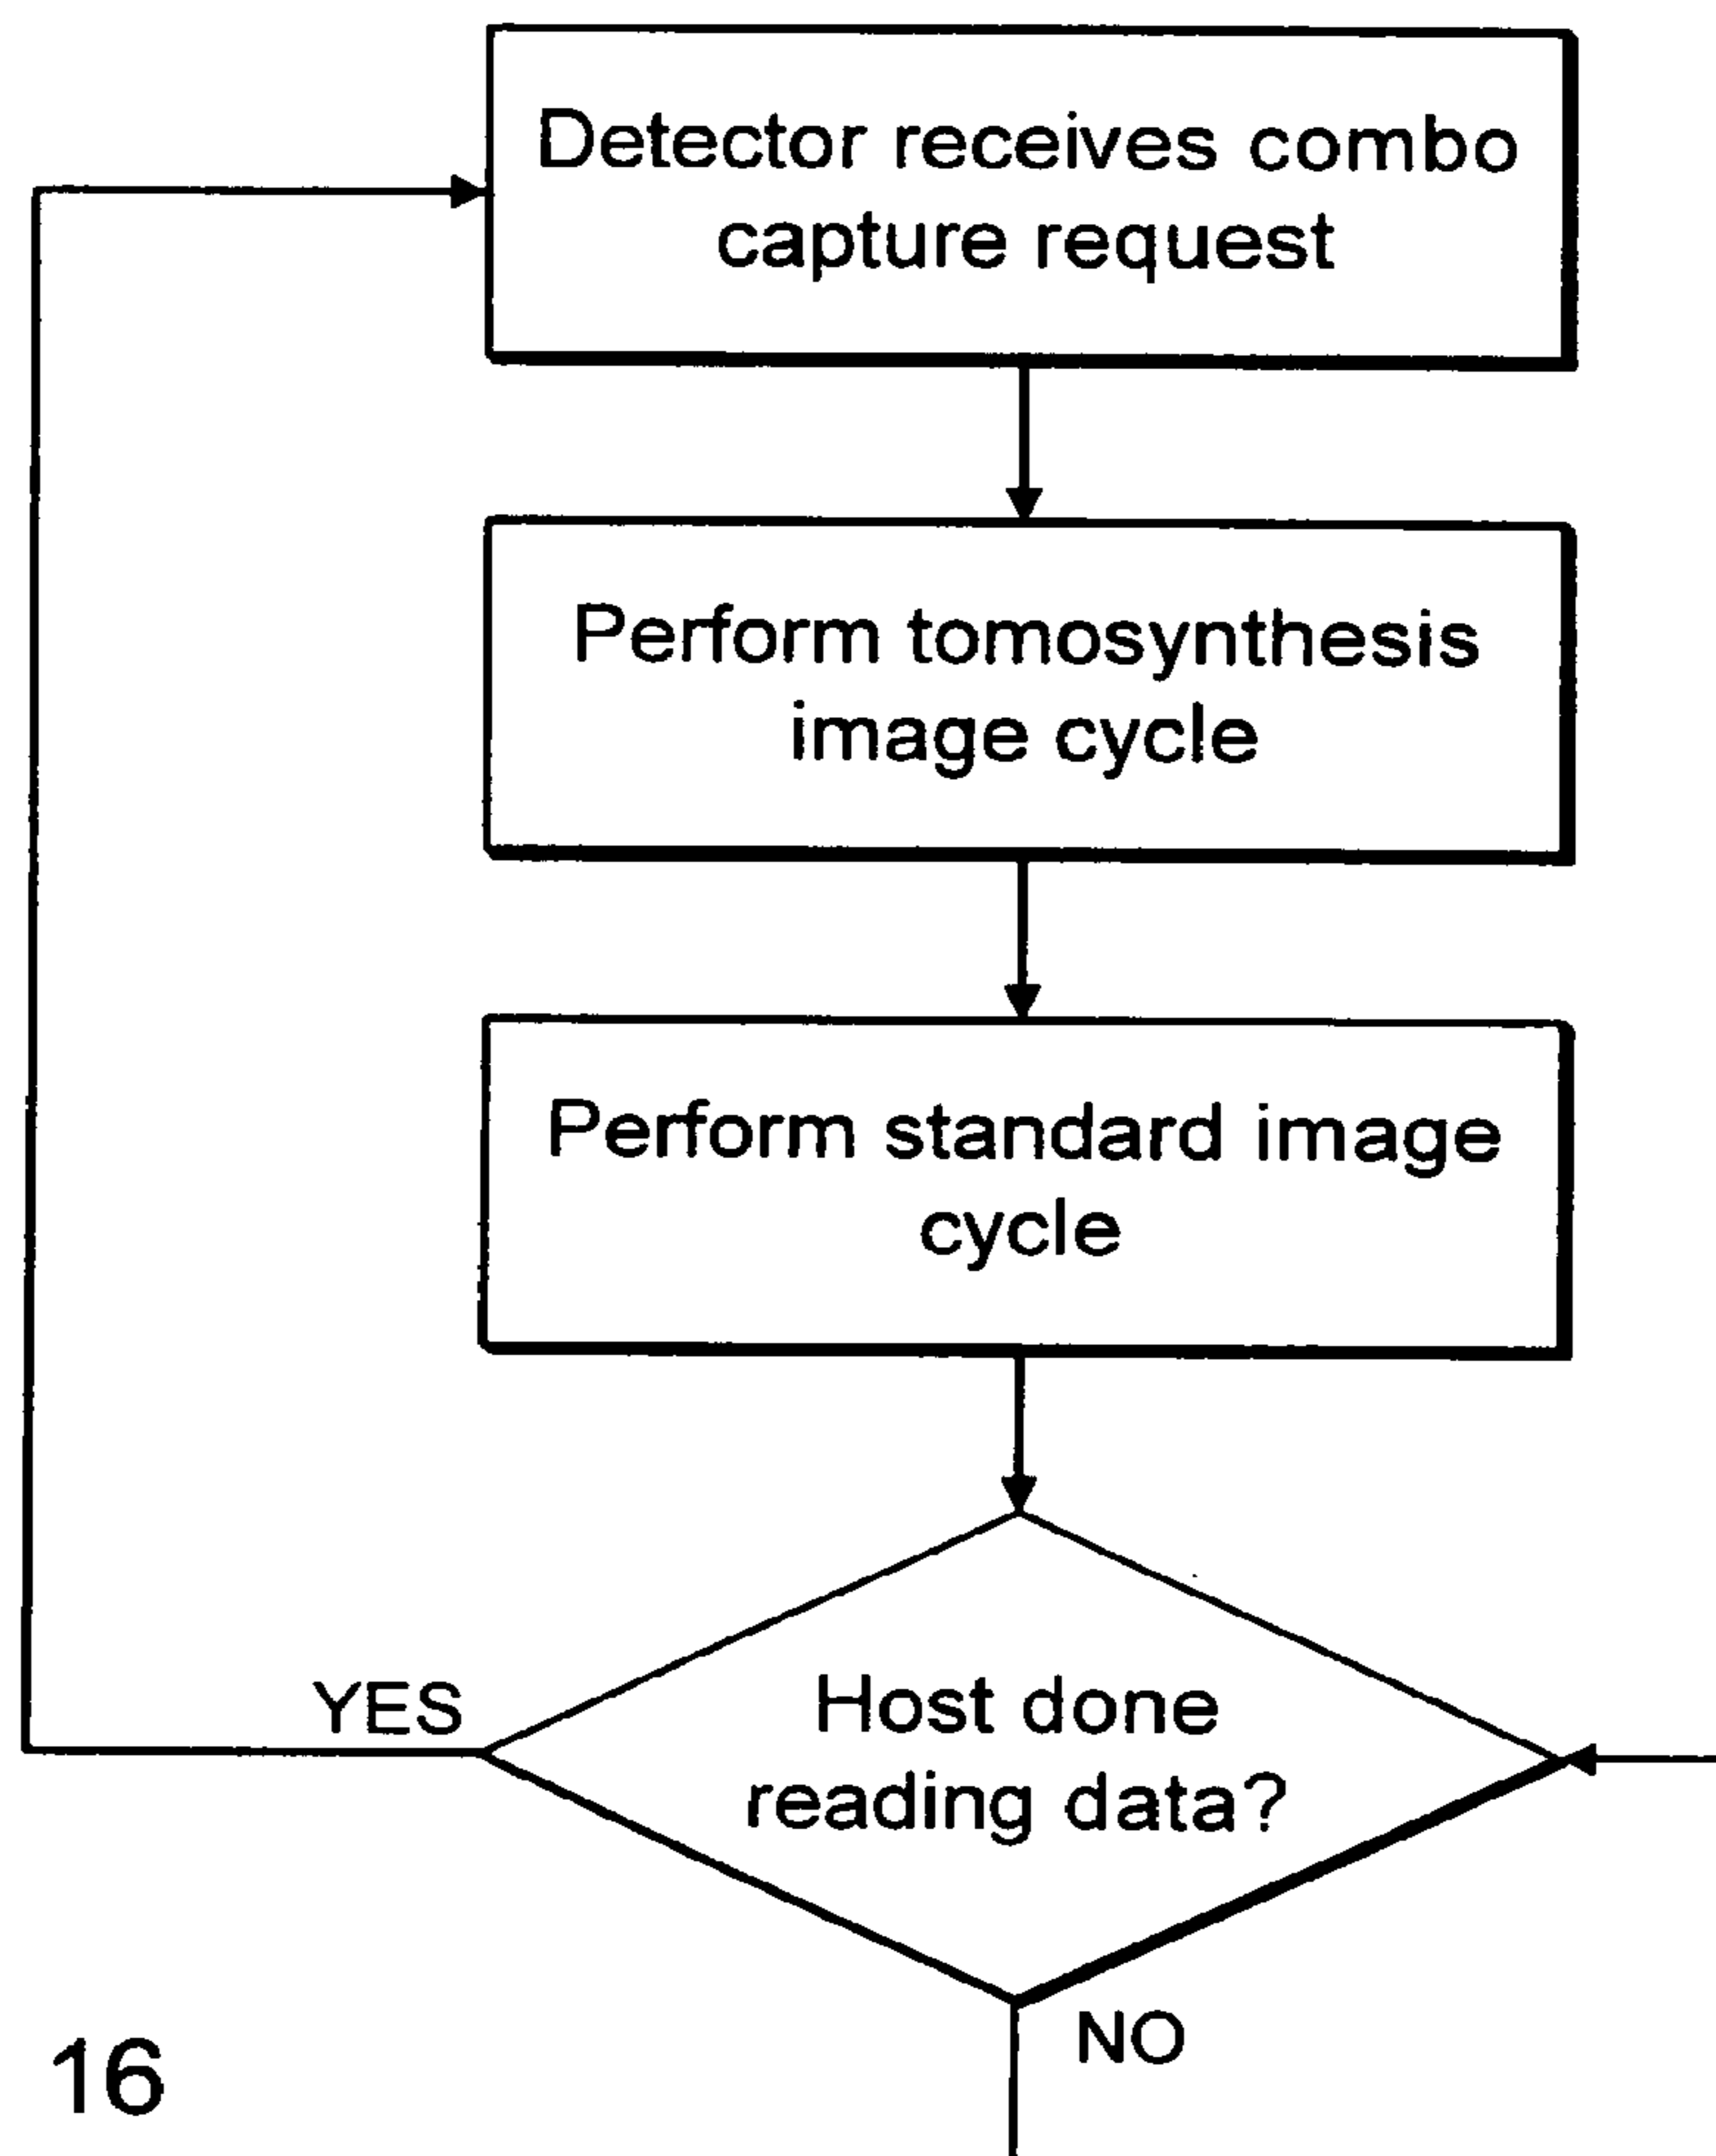 Detector receives combo
capture request
Perform tomosynthesis
image cycle
Perform standard image
cycle
YES
Host done
reading data?
NO
16